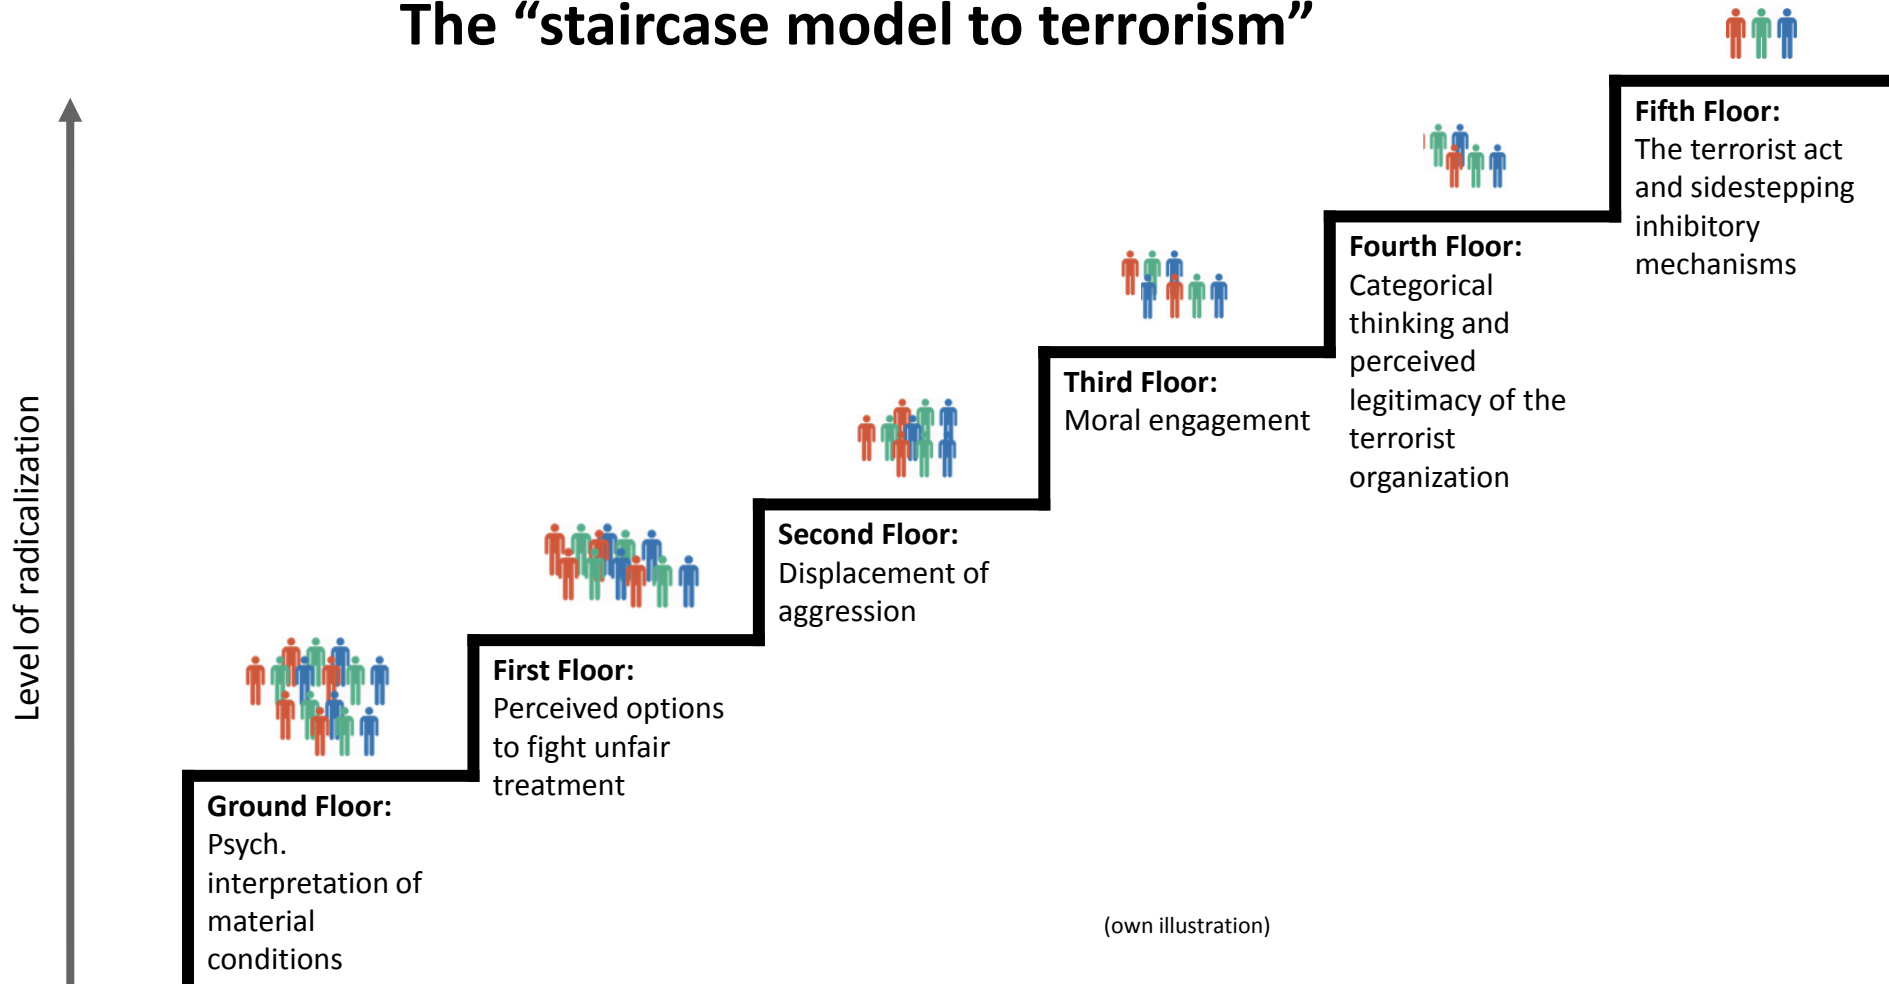 The “staircase model to terrorism”
Level of radicalization
Ground Floor:
Psych.
interpretation of
material
conditions
First Floor:
Perceived options
to fight unfair
treatment
Second Floor:
Displacement of
aggression
Third Floor:
Moral engagement
Fourth Floor:
Categorical
thinking and
perceived
legitimacy of the
terrorist
organization
Fifth Floor:
The terrorist act
and sidestepping
inhibitory
mechanisms
(own illustration)